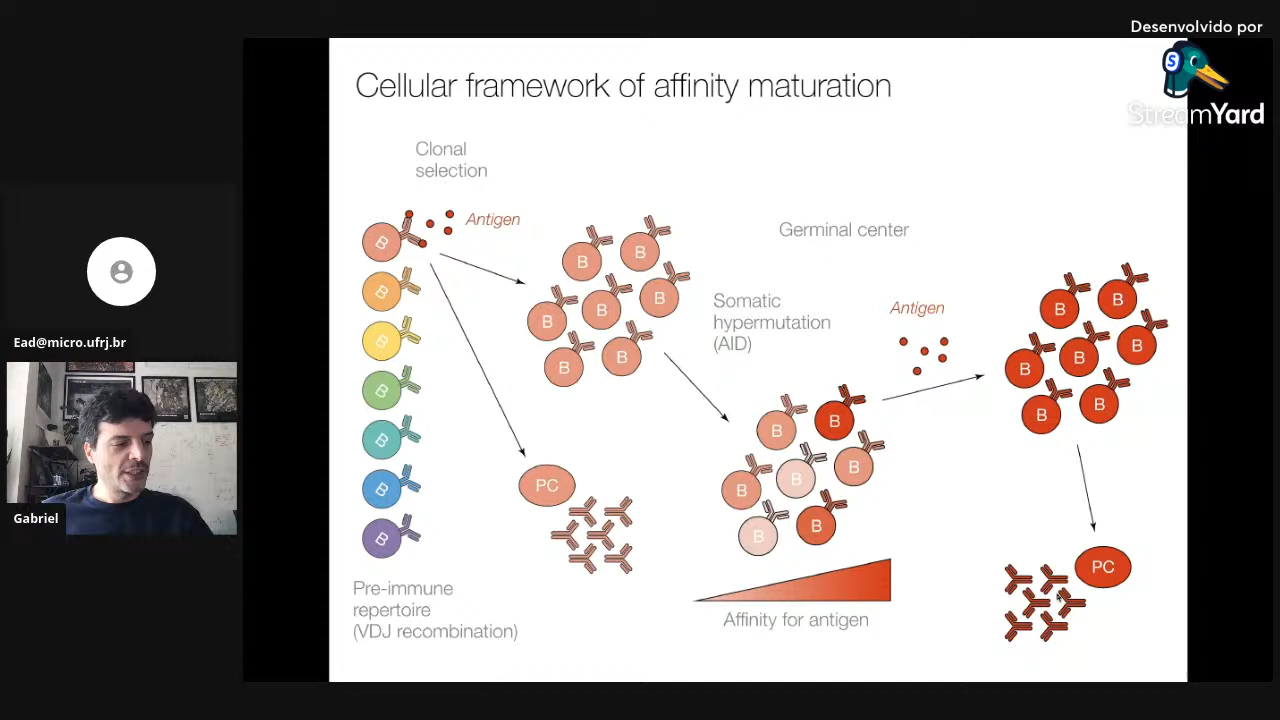 Desenvolvido por
S
StreamYard
Cellular framework of affinity maturation
Clonal
selection
Antigen
B
B
B
B
B
B
B
B
B
B
B
B
B
B
PC
Germinal center
Somatic
hypermutation
(AID)
Antigen
B
B
B
B
B
B
B
Affinity for antigen
B
B
B
B
B
B
B
PC
Pre-immune
repertoire
(VDJ recombination)
Ead@micro.ufrj.br
Gabriel